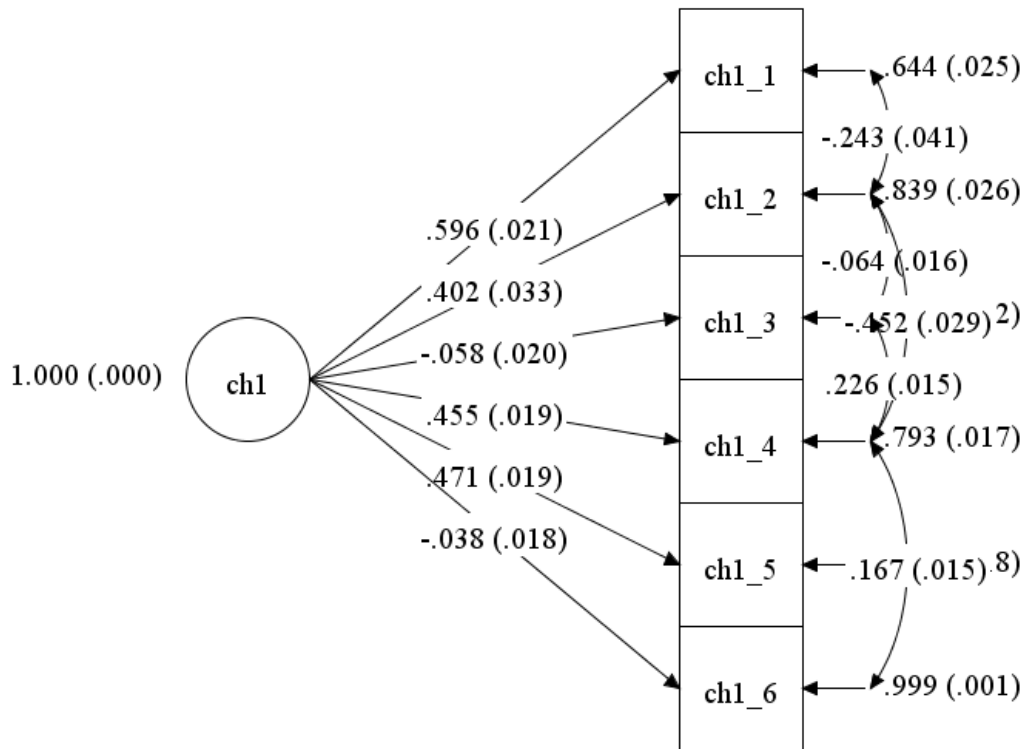 ch1_1
.644 (.025)
-.243 (.041)
ch1_2
.839 (.026)
.596 (.021)
-.064 (.016)
.402 (.033)
ch1_3
-.452 (.029)
2)
-.058 (.020)
1.000 (.000)
ch1
.226 (.015)
.455 (.019)
ch1_4
.793 (.017)
.471 (.019)
-.038 (.018)
ch1_5
.167 (.015)
.8)
ch1_6
.999 (.001)